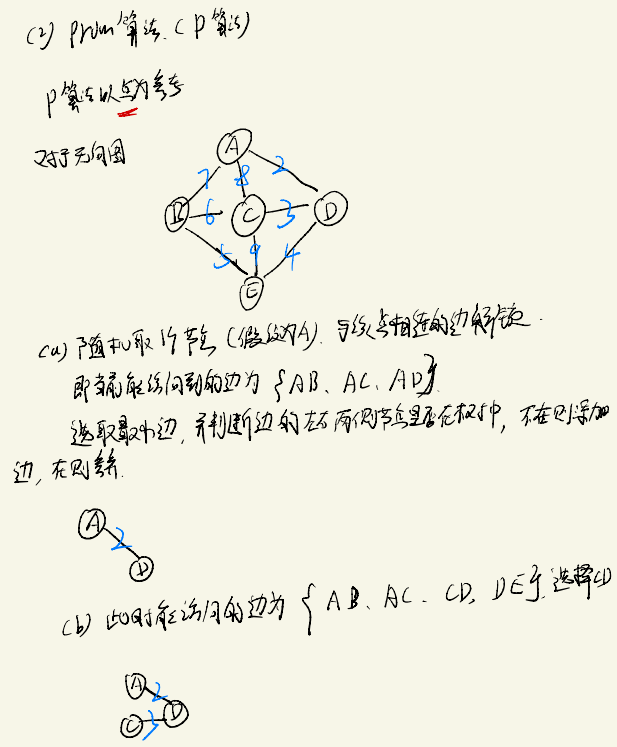 (2) Prim算法.(P算法)
P算法以点为参考
对于无向图
A
7 8 2
B 6 C 3 D
5 9 4
E
(a) 随机取1个节点(假设为A).与该点相连的边解锁.
即当前能访问到的边为{AB、AC、AD}.
选取最小边,并判断边的左右两侧节点是否在树中,不在则添加
边,在则舍弃.
A
2
D
(b) 此时能访问的边为{AB、AC、CD、DE}.选择CD
A 2
C 3 D